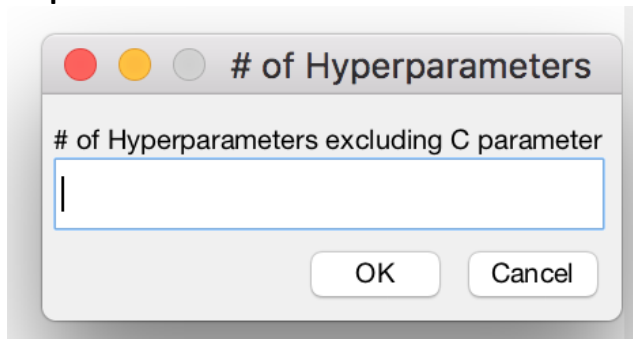 # of Hyperparameters
# of Hyperparameters excluding C parameter
OK Cancel